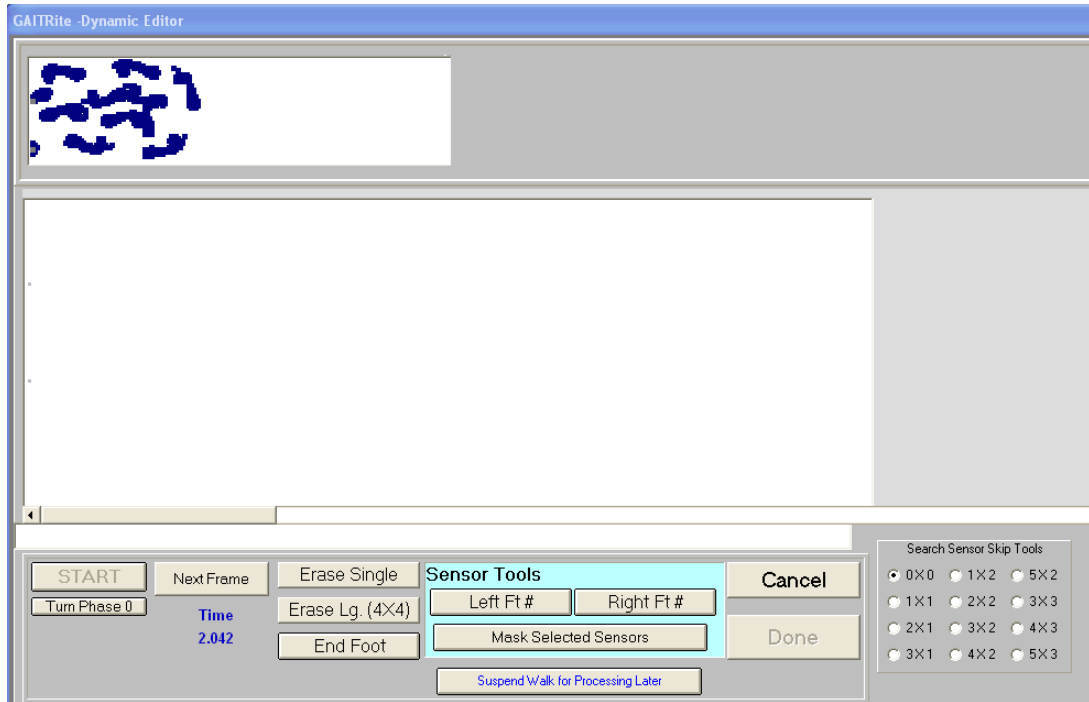 GAITRite -Dynamic Editor
START
Next Frame
Turn Phase 0
Time
2.042
Erase Single
Erase Lg. (4X4)
End Foot
Sensor Tools
Left Ft #
Right Ft #
Mask Selected Sensors
Suspend Walk for Processing Later
Cancel
Done
Search Sensor Skip Tools
0X0 1X2 5X2
1X1 2X2 3X3
2X1 3X2 4X3
3X1 4X2 5X3